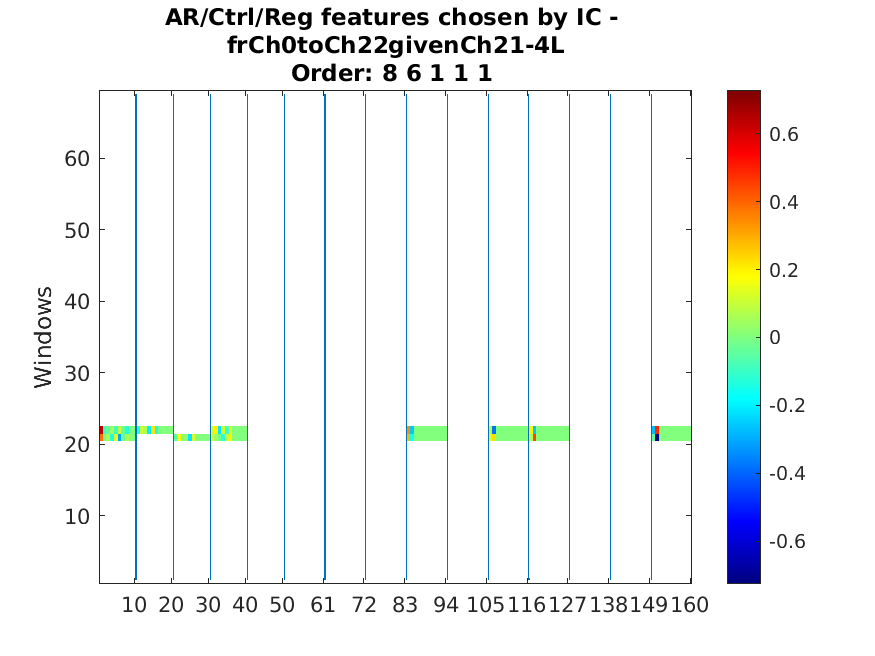 AR/Ctrl/Reg features chosen by IC -
frCh0toCh22givenCh21-4L
Order: 8 6 1 1 1
Windows
60
50
40
30
20
10
10 20 30 40 50 61 72 83 94 105 116 127 138 149 160
0.6
0.4
0.2
0
-0.2
-0.4
-0.6